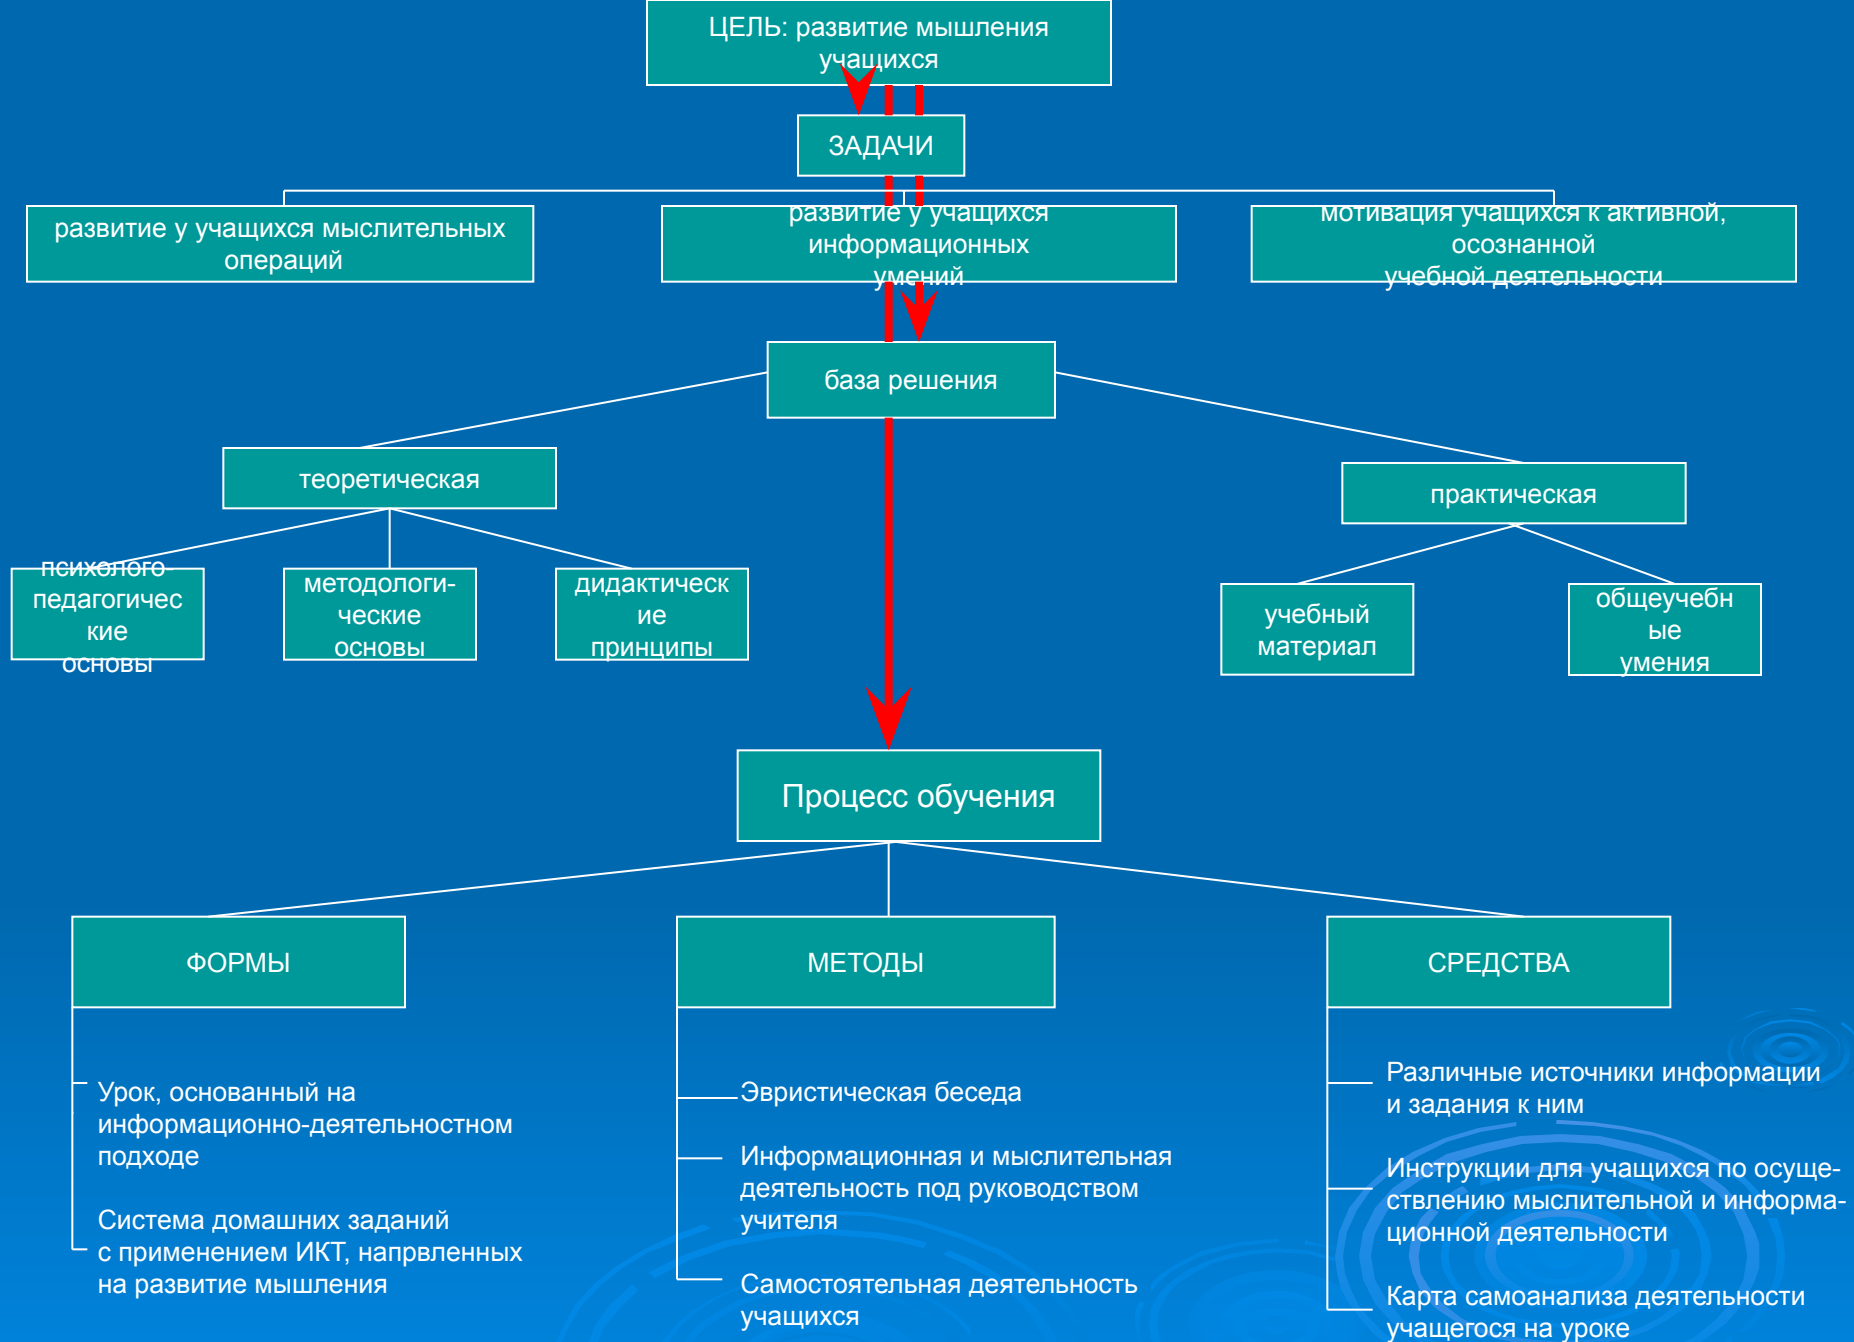 ЦЕЛЬ: развитие мышления
учащихся
ЗАДАЧИ
развитие у учащихся мыслительных
операций
развитие у учащихся
информационных
умений
мотивация учащихся к активной,
осознанной
учебной деятельности
база решения
теоретическая
практическая
психолого-
педагогичес
кие
основы
методологи-
ческие
основы
дидактическ
ие
принципы
учебный
материал
общеучебн
ые
умения
Процесс обучения
ФОРМЫ
МЕТОДЫ
СРЕДСТВА
Урок, основанный на
информационно-деятельностном
подходе
Система домашних заданий
с применением ИКТ, напрвленных
на развитие мышления
Эвристическая беседа
Информационная и мыслительная
деятельность под руководством
учителя
Самостоятельная деятельность
учащихся
Различные источники информации
и задания к ним
Инструкции для учащихся по осуще-
ствлению мыслительной и информа-
ционной деятельности
Карта самоанализа деятельности
учащегося на уроке